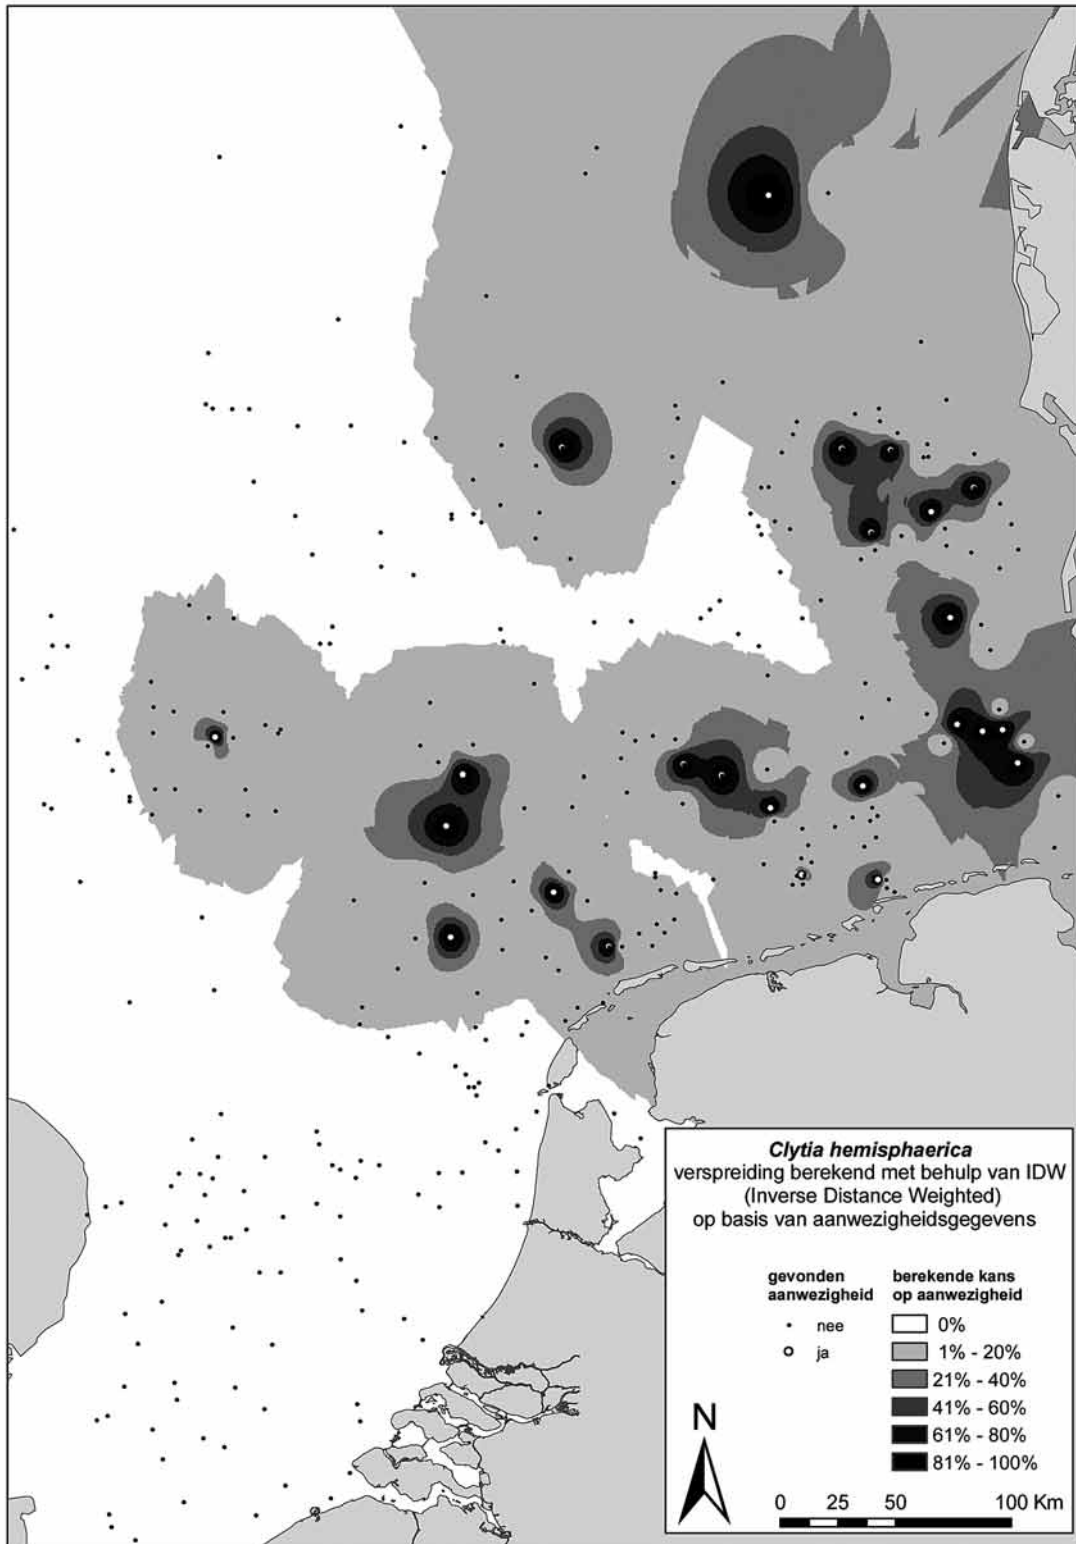 Clytia hemisphaerica
verspreiding berekend met behulp van IDW
(Inverse Distance Weighted)
op basis van aanwezigheidsgegevens
gevonden
aanwezigheid
nee
ja
berekende kans
op aanwezigheid
0%
1% - 20%
21% - 40%
41% - 60%
61% - 80%
81% - 100%
N
0 25 50 100 Km